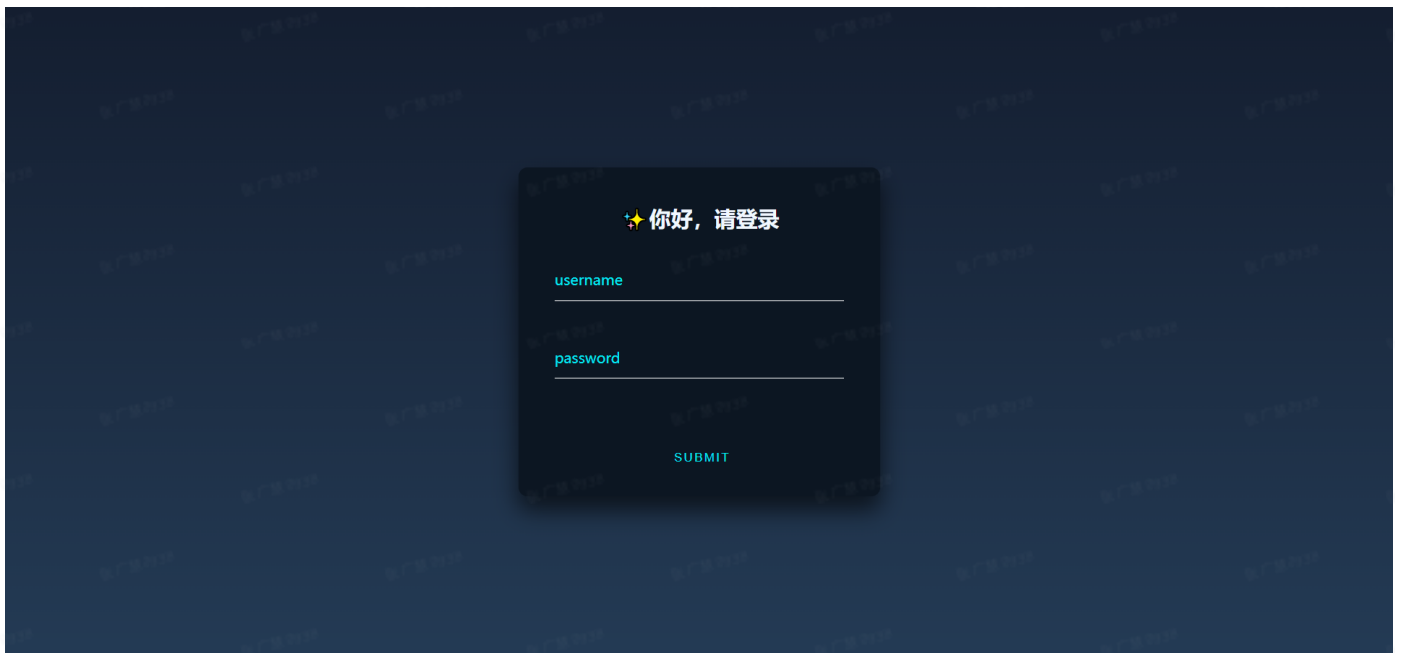 ✨你好，请登录
username
password
SUBMIT